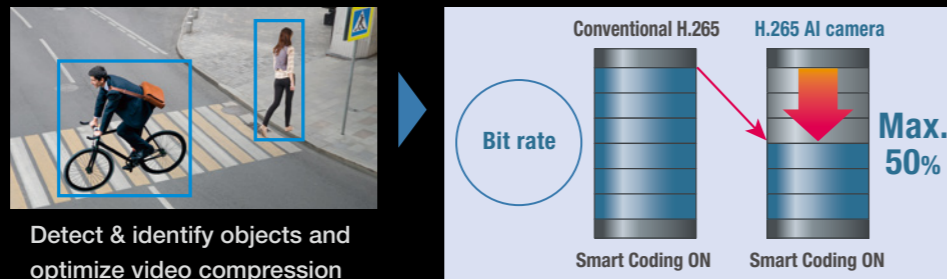 Detect & identify objects and
optimize video compression
Bit rate
Conventional H.265
H.265 AI camera
Max.
50%
Smart Coding ON
Smart Coding ON